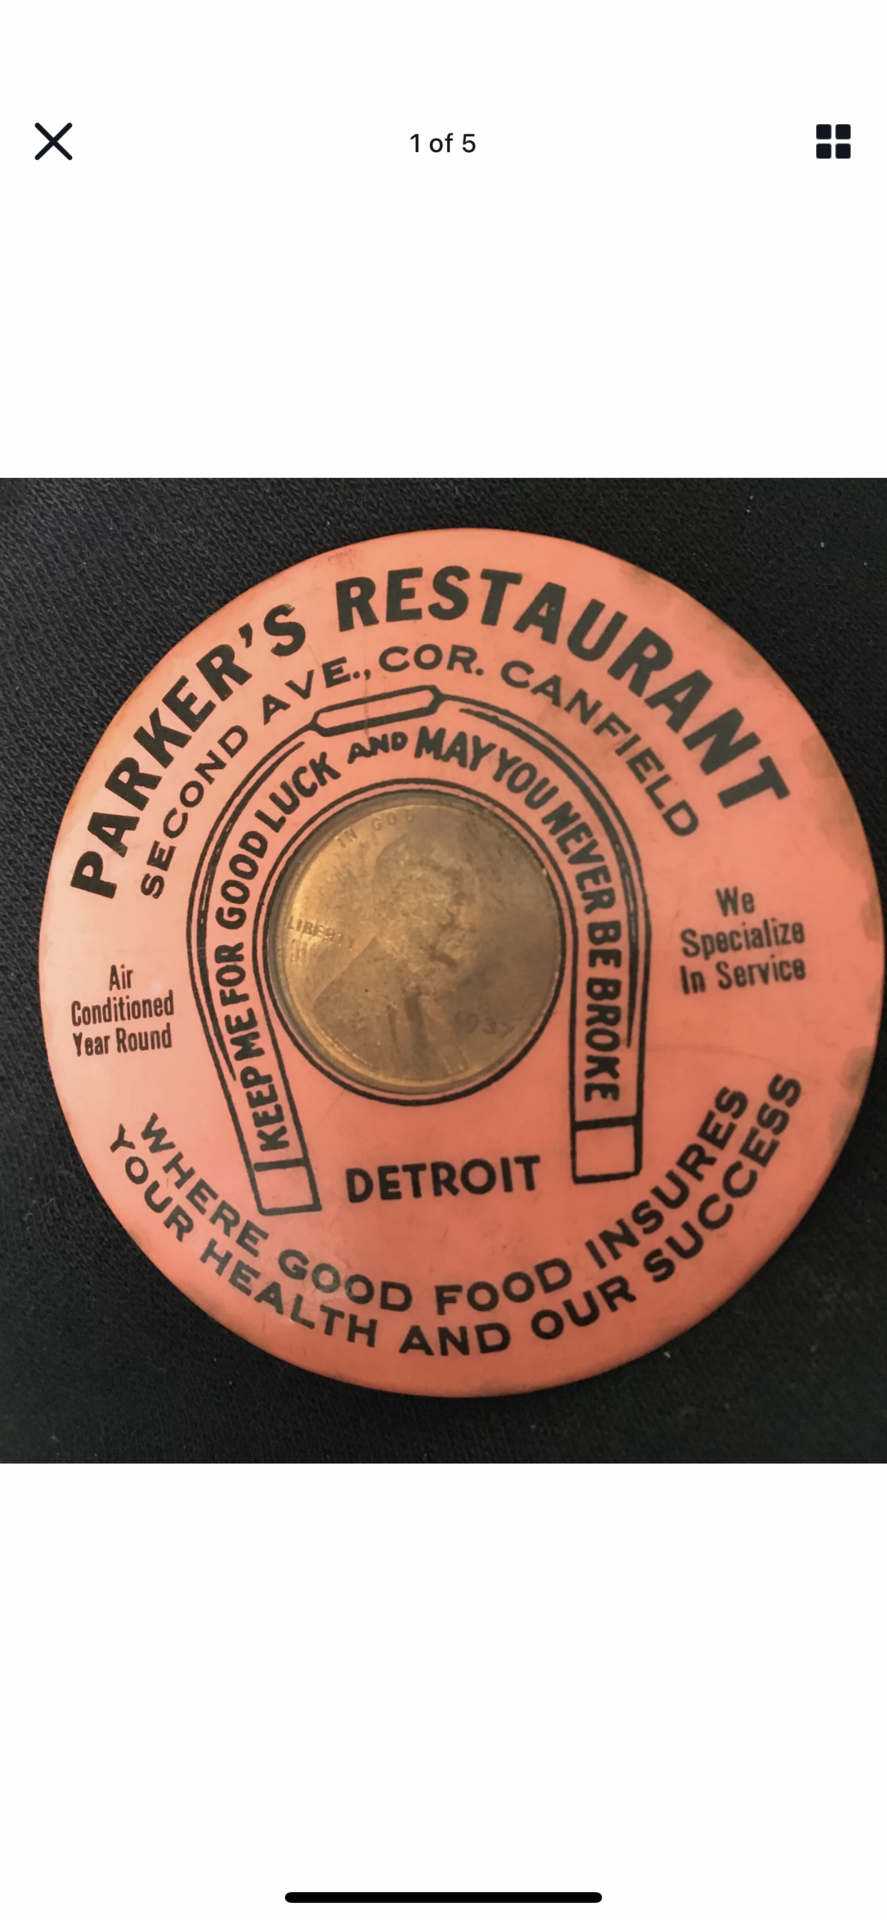 1 of 5
PARKER'S RESTAURANT
SECOND AVE., COR. CANFIELD
KEEP ME FOR GOOD LUCK AND MAY YOU NEVER BE BROKE
IN GOD
LIBERTY
We
Specialize
In Service
Air
Conditioned
Year Round
DETROIT
WHERE GOOD FOOD INSURES
YOUR HEALTH AND OUR SUCCESS